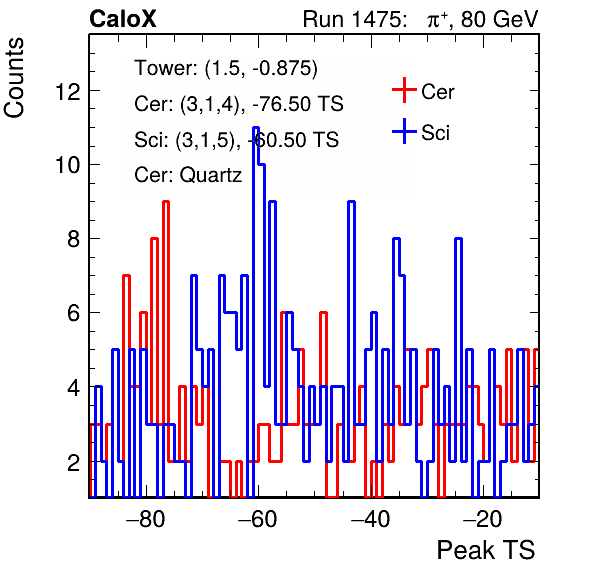 CaloX Run 1475: π⁺, 80 GeV
Counts
Tower: (1.5, -0.875)
Cer: (3,1,4), -76.50 TS
Sci: (3,1,5), -60.50 TS
Cer: Quartz
Cer
Sci
12
10
8
6
4
2
−80 −60 −40 −20
Peak TS